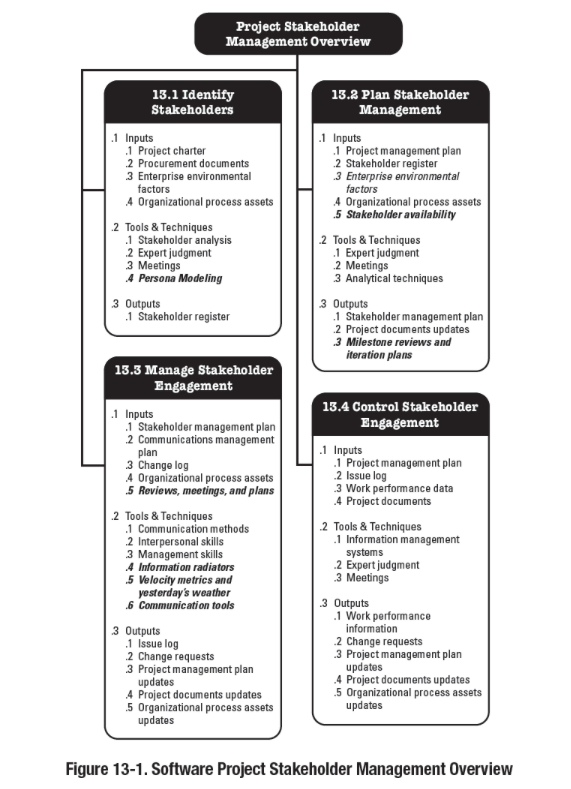 Project Stakeholder
Management Overview
13.1 Identify
Stakeholders
.1 Inputs
.1 Project charter
.2 Procurement documents
.3 Enterprise environmental
factors
.4 Organizational process assets
.2 Tools & Techniques
.1 Stakeholder analysis
.2 Expert judgment
.3 Meetings
.4 Persona Modeling
.3 Outputs
.1 Stakeholder register
13.2 Plan Stakeholder
Management
.1 Inputs
.1 Project management plan
.2 Stakeholder register
.3 Enterprise environmental
factors
.4 Organizational process assets
.5 Stakeholder availability
.2 Tools & Techniques
.1 Expert judgment
.2 Meetings
.3 Analytical techniques
.3 Outputs
.1 Stakeholder management plan
.2 Project documents updates
.3 Milestone reviews and
iteration plans
13.3 Manage Stakeholder
Engagement
.1 Inputs
.1 Stakeholder management plan
.2 Communications management
plan
.3 Change log
.4 Organizational process assets
.5 Reviews, meetings, and plans
.2 Tools & Techniques
.1 Communication methods
.2 Interpersonal skills
.3 Management skills
.4 Information radiators
.5 Velocity metrics and
yesterday's weather
.6 Communication tools
.3 Outputs
.1 Issue log
.2 Change requests
.3 Project management plan
updates
.4 Project documents updates
.5 Organizational process assets
updates
13.4 Control Stakeholder
Engagement
.1 Inputs
.1 Project management plan
.2 Issue log
.3 Work performance data
.4 Project documents
.2 Tools & Techniques
.1 Information management
systems
.2 Expert judgment
.3 Meetings
.3 Outputs
.1 Work performance
information
.2 Change requests
.3 Project management plan
updates
.4 Project documents updates
.5 Organizational process assets
updates
Figure 13-1. Software Project Stakeholder Management Overview